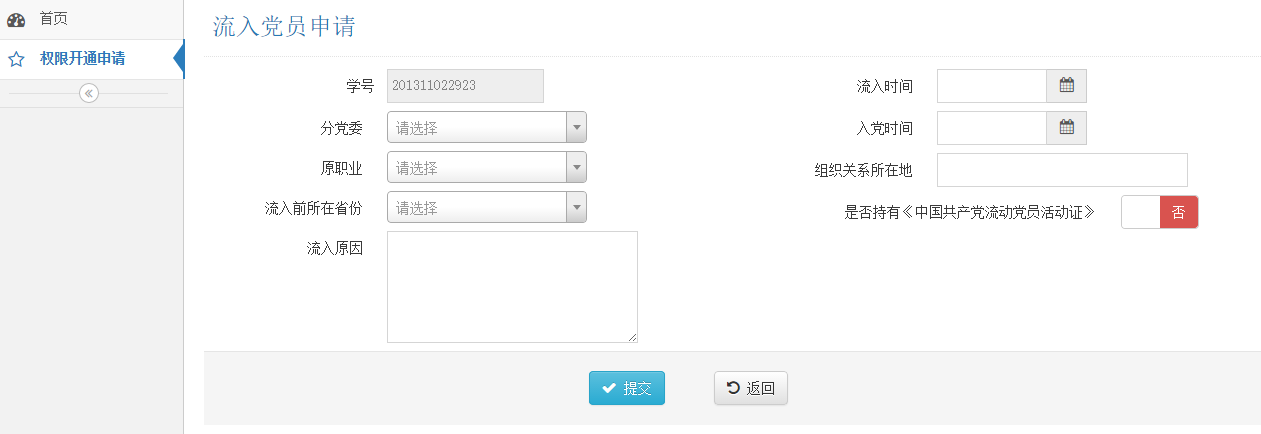 首页
权限开通申请
流入党员申请
学号 201311022923
流入时间
分党委 请选择
入党时间
原职业 请选择
组织关系所在地
流入前所在省份 请选择
是否持有《中国共产党流动党员活动证》 否
流入原因
提交 返回